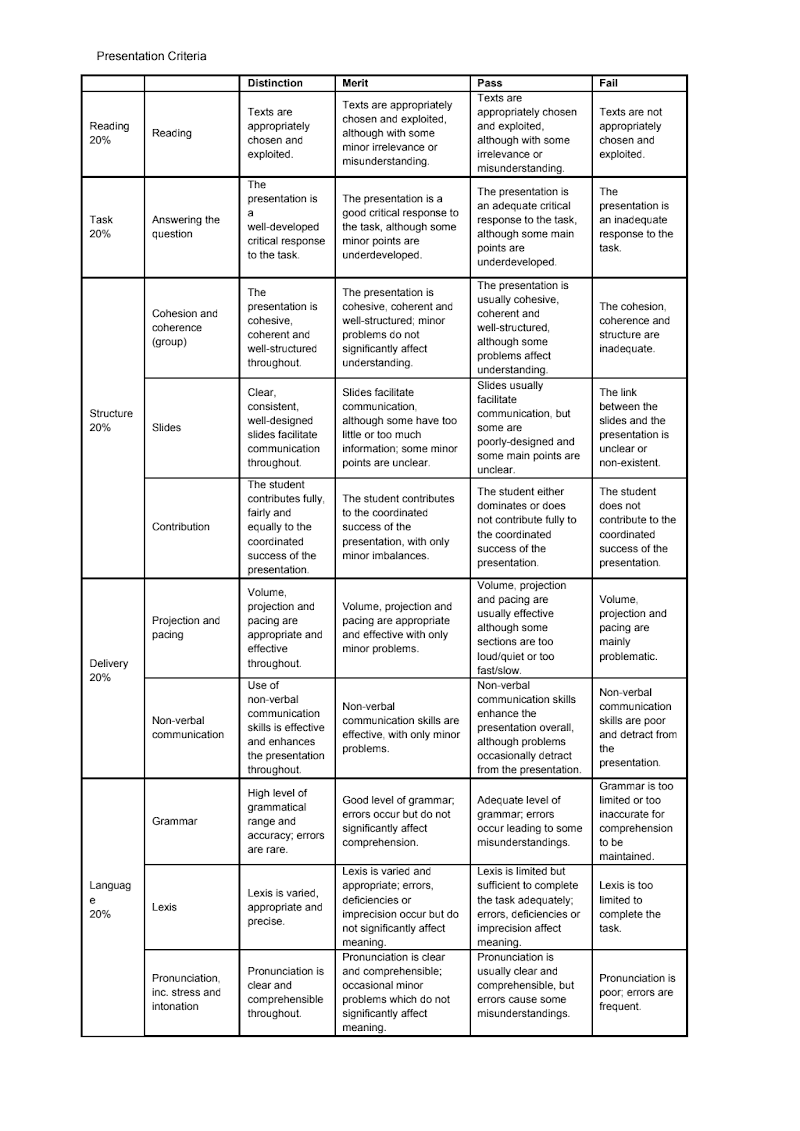 Presentation Criteria
Distinction
Merit
Pass
Fail
Reading
20%
Reading
Texts are
appropriately
chosen and
exploited.
Texts are appropriately
chosen and exploited,
although with some
minor irrelevance or
misunderstanding.
Texts are
appropriately chosen
and exploited,
although with some
irrelevance or
misunderstanding.
Texts are not
appropriately
chosen and
exploited.
Task
20%
Answering the
question
The
presentation is
a
well-developed
critical response
to the task.
The presentation is a
good critical response to
the task, although some
minor points are
underdeveloped.
The presentation is
an adequate critical
response to the task,
although some main
points are
underdeveloped.
The
presentation is
an inadequate
response to the
task.
Structure
20%
Cohesion and
coherence
(group)
The
presentation is
cohesive,
coherent and
well-structured
throughout.
The presentation is
cohesive, coherent and
well-structured; minor
problems do not
significantly affect
understanding.
The presentation is
usually cohesive,
coherent and
well-structured,
although some
problems affect
understanding.
The cohesion,
coherence and
structure are
inadequate.
Slides
Clear,
consistent,
well-designed
slides facilitate
communication
throughout.
Slides facilitate
communication,
although some have too
little or too much
information; some minor
points are unclear.
Slides usually
facilitate
communication, but
some are
poorly-designed and
some main points are
unclear.
The link
between the
slides and the
presentation is
unclear or
non-existent.
Contribution
The student
contributes fully,
fairly and
equally to the
coordinated
success of the
presentation.
The student contributes
to the coordinated
success of the
presentation, with only
minor imbalances.
The student either
dominates or does
not contribute fully to
the coordinated
success of the
presentation.
The student
does not
contribute to the
coordinated
success of the
presentation.
Delivery
20%
Projection and
pacing
Volume,
projection and
pacing are
appropriate and
effective
throughout.
Volume, projection and
pacing are appropriate
and effective with only
minor problems.
Volume, projection
and pacing are
usually effective
although some
sections are too
loud/quiet or too
fast/slow.
Volume,
projection and
pacing are
mainly
problematic.
Non-verbal
communication
Use of
non-verbal
communication
skills is effective
and enhances
the presentation
throughout.
Non-verbal
communication skills are
effective, with only minor
problems.
Non-verbal
communication skills
enhance the
presentation overall,
although problems
occasionally detract
from the presentation.
Non-verbal
communication
skills are poor
and detract from
the
presentation.
Languag
e
20%
Grammar
High level of
grammatical
range and
accuracy; errors
are rare.
Good level of grammar;
errors occur but do not
significantly affect
comprehension.
Adequate level of
grammar; errors
occur leading to some
misunderstandings.
Grammar is too
limited or too
inaccurate for
comprehension
to be
maintained.
Lexis
Lexis is varied,
appropriate and
precise.
Lexis is varied and
appropriate; errors,
deficiencies or
imprecision occur but do
not significantly affect
meaning.
Lexis is limited but
sufficient to complete
the task adequately;
errors, deficiencies or
imprecision affect
meaning.
Lexis is too
limited to
complete the
task.
Pronunciation,
inc. stress and
intonation
Pronunciation is
clear and
comprehensible
throughout.
Pronunciation is clear
and comprehensible;
occasional minor
problems which do not
significantly affect
meaning.
Pronunciation is
usually clear and
comprehensible, but
errors cause some
misunderstandings.
Pronunciation is
poor; errors are
frequent.